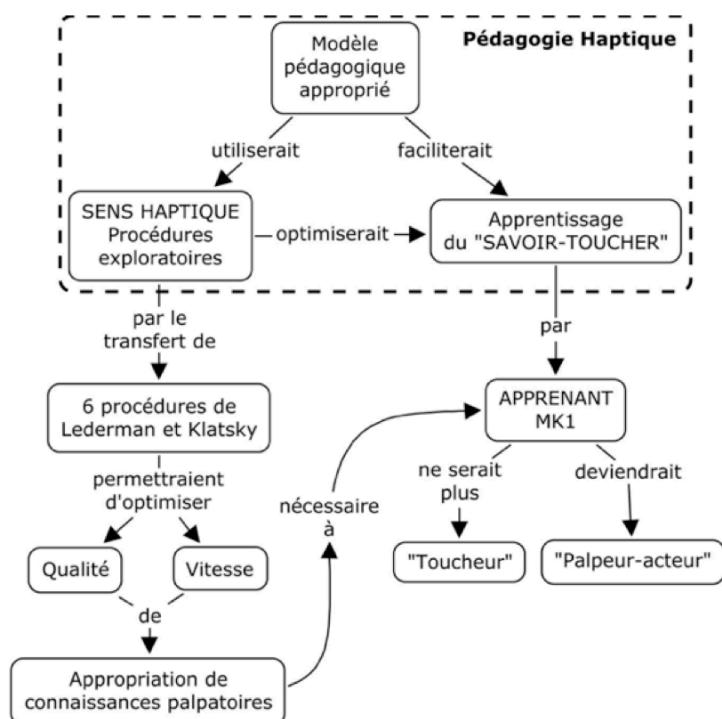 Pédagogie Haptique
Modèle
pédagogique
approprié
utiliserait
faciliterait
SENS HAPTIQUE
Procédures
exploratoires
optimiserait
Apprentissage
du "SAVOIR-TOUCHER"
par le
transfert de
par
6 procédures de
Lederman et Klatsky
APPRENANT
MK1
permettraient
d'optimiser
nécessaire
à
ne serait
plus
deviendrait
Qualité
Vitesse
"Toucheur"
"Palpeur-acteur"
de
Appropriation de
connaissances palpatoires